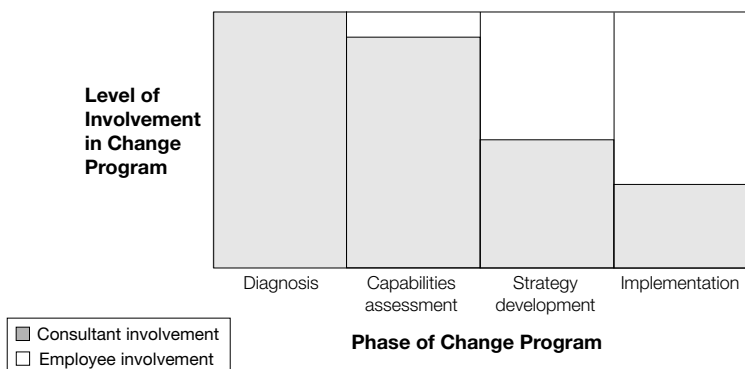 Level of
Involvement
in Change
Program
Diagnosis
Capabilities
assessment
Strategy
development
Implementation
Phase of Change Program
Consultant involvement
Employee involvement